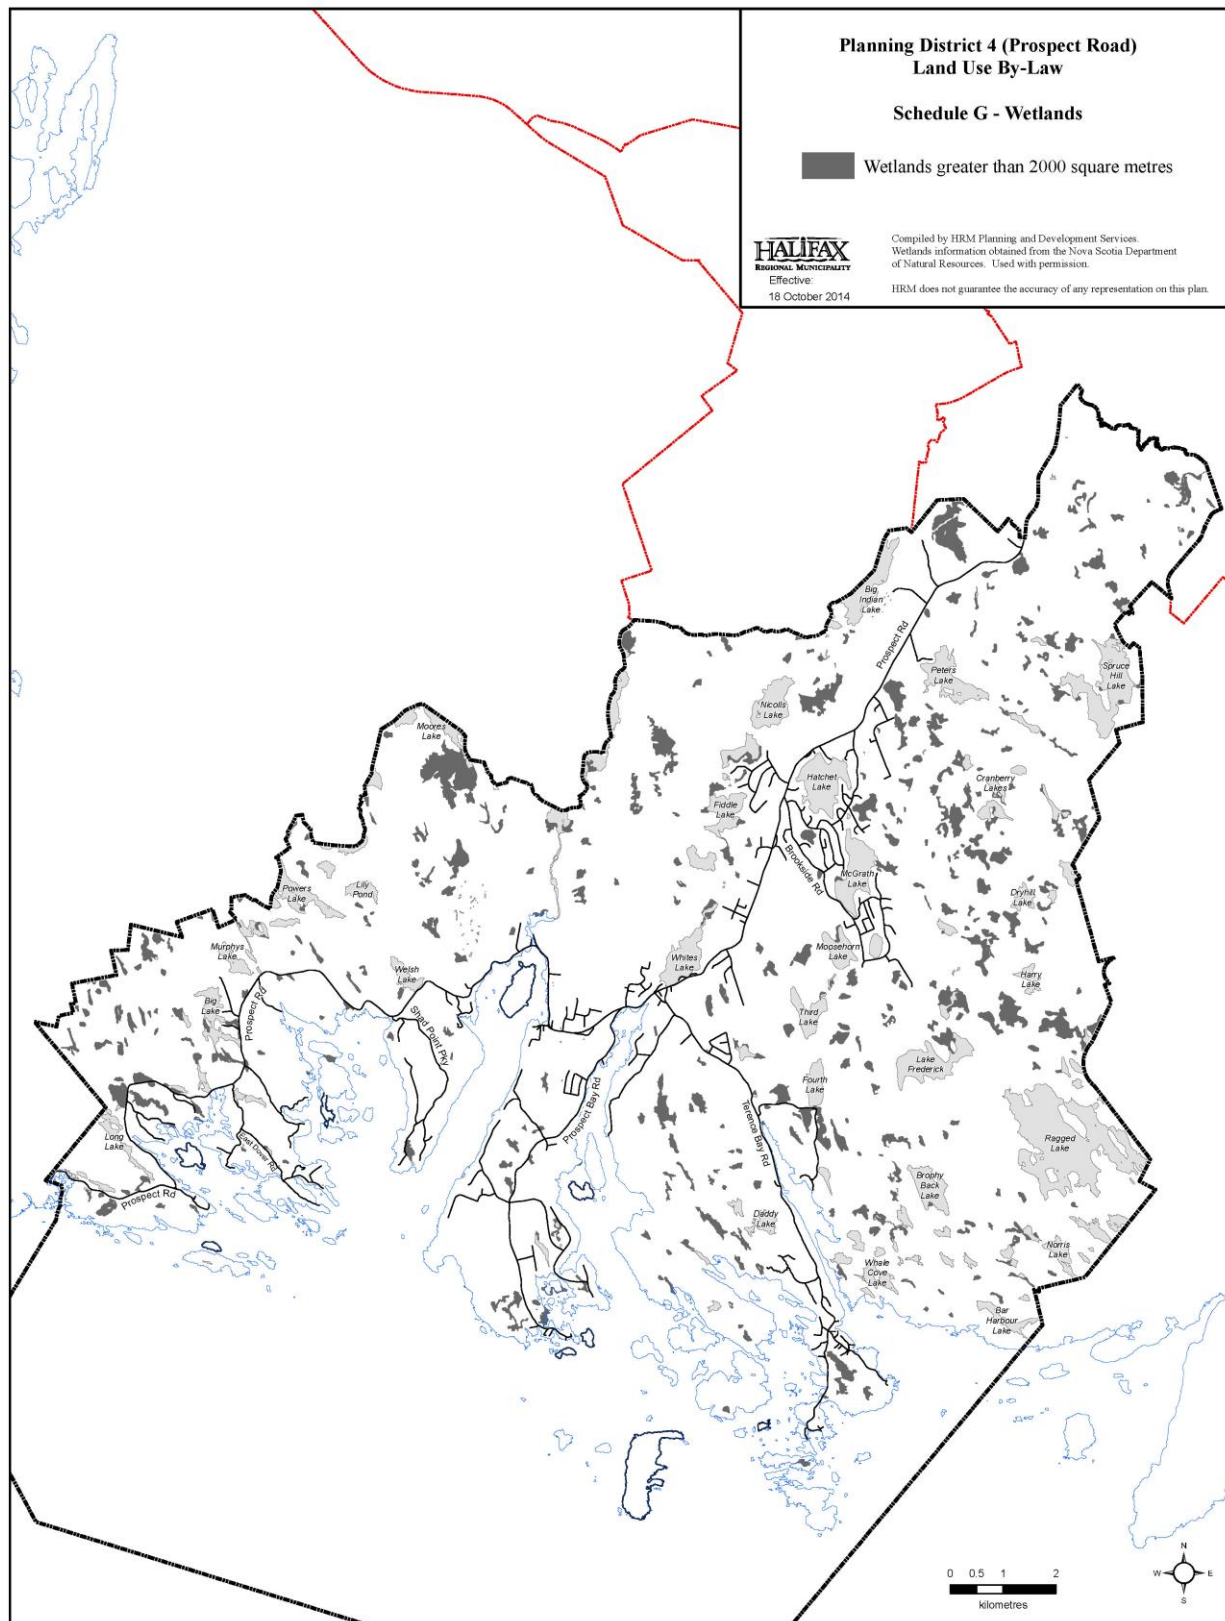 Planning District 4 (Prospect Road)
Land Use By-Law
Schedule G - Wetlands
Wetlands greater than 2000 square metres
HALIFAX
REGIONAL MUNICIPALITY
Effective:
18 October 2014
Compiled by HRM Planning and Development Services.
Wetlands information obtained from the Nova Scotia Department
of Natural Resources. Used with permission.
HRM does not guarantee the accuracy of any representation on this plan.
Big
Indian
Lake
Prospect Rd
Peters
Lake
Spruce
Hill
Lake
Nicolls
Lake
Moores
Lake
Hatchet
Lake
Cranberry
Lakes
Fiddle
Lake
Brookside Rd
McGrath
Lake
Powers
Lake
Lily
Pond
Dryhill
Lake
Murphys
Lake
Moosehorn
Lake
Whites
Lake
Welsh
Lake
Harry
Lake
Big
Lake
Prospect Rd
Shad Point Pky
Third
Lake
Lake
Frederick
Fourth
Lake
Prospect Bay Rd
Terence Bay Rd
Long
Lake
East Dover Rd
Ragged
Lake
Brophy
Back
Lake
Prospect Rd
Daddy
Lake
Norris
Lake
Whale
Cove
Lake
Bar
Harbour
Lake
0 0.5 1 2
kilometres
N
W E
S